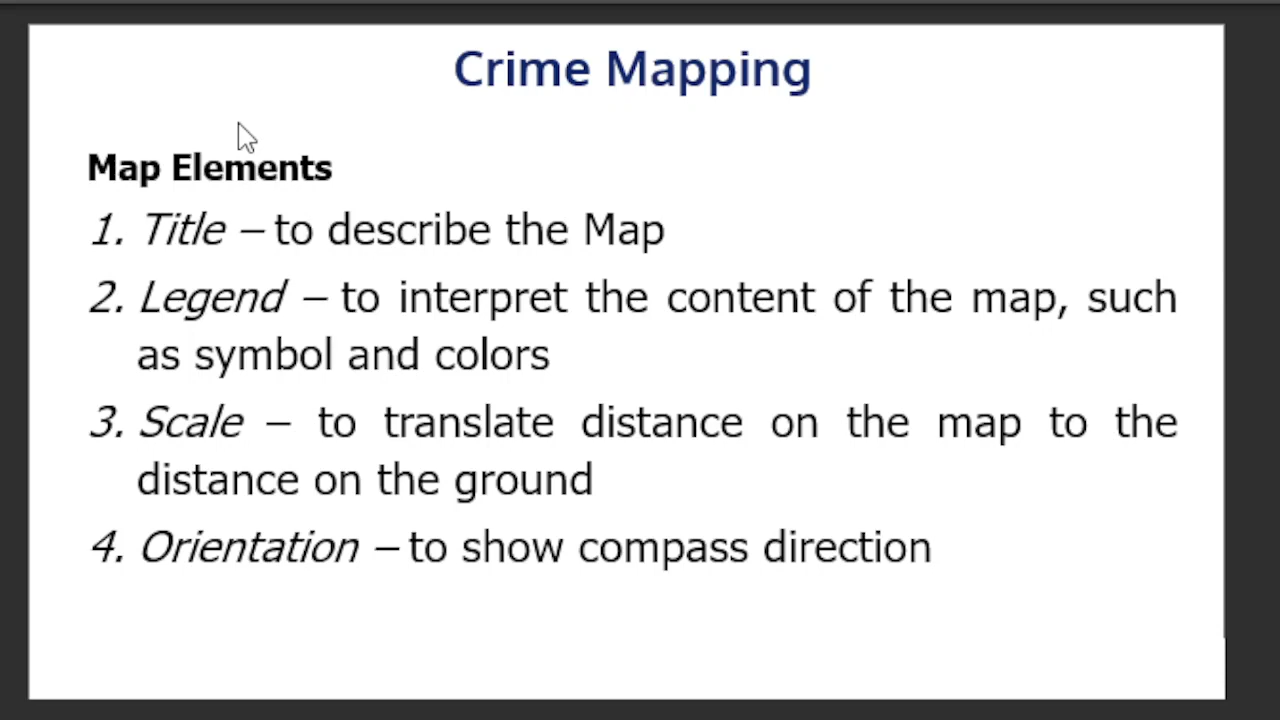 Crime Mapping
Map Elements
1. Title – to describe the Map
2. Legend – to interpret the content of the map, such
as symbol and colors
3. Scale – to translate distance on the map to the
distance on the ground
4. Orientation – to show compass direction